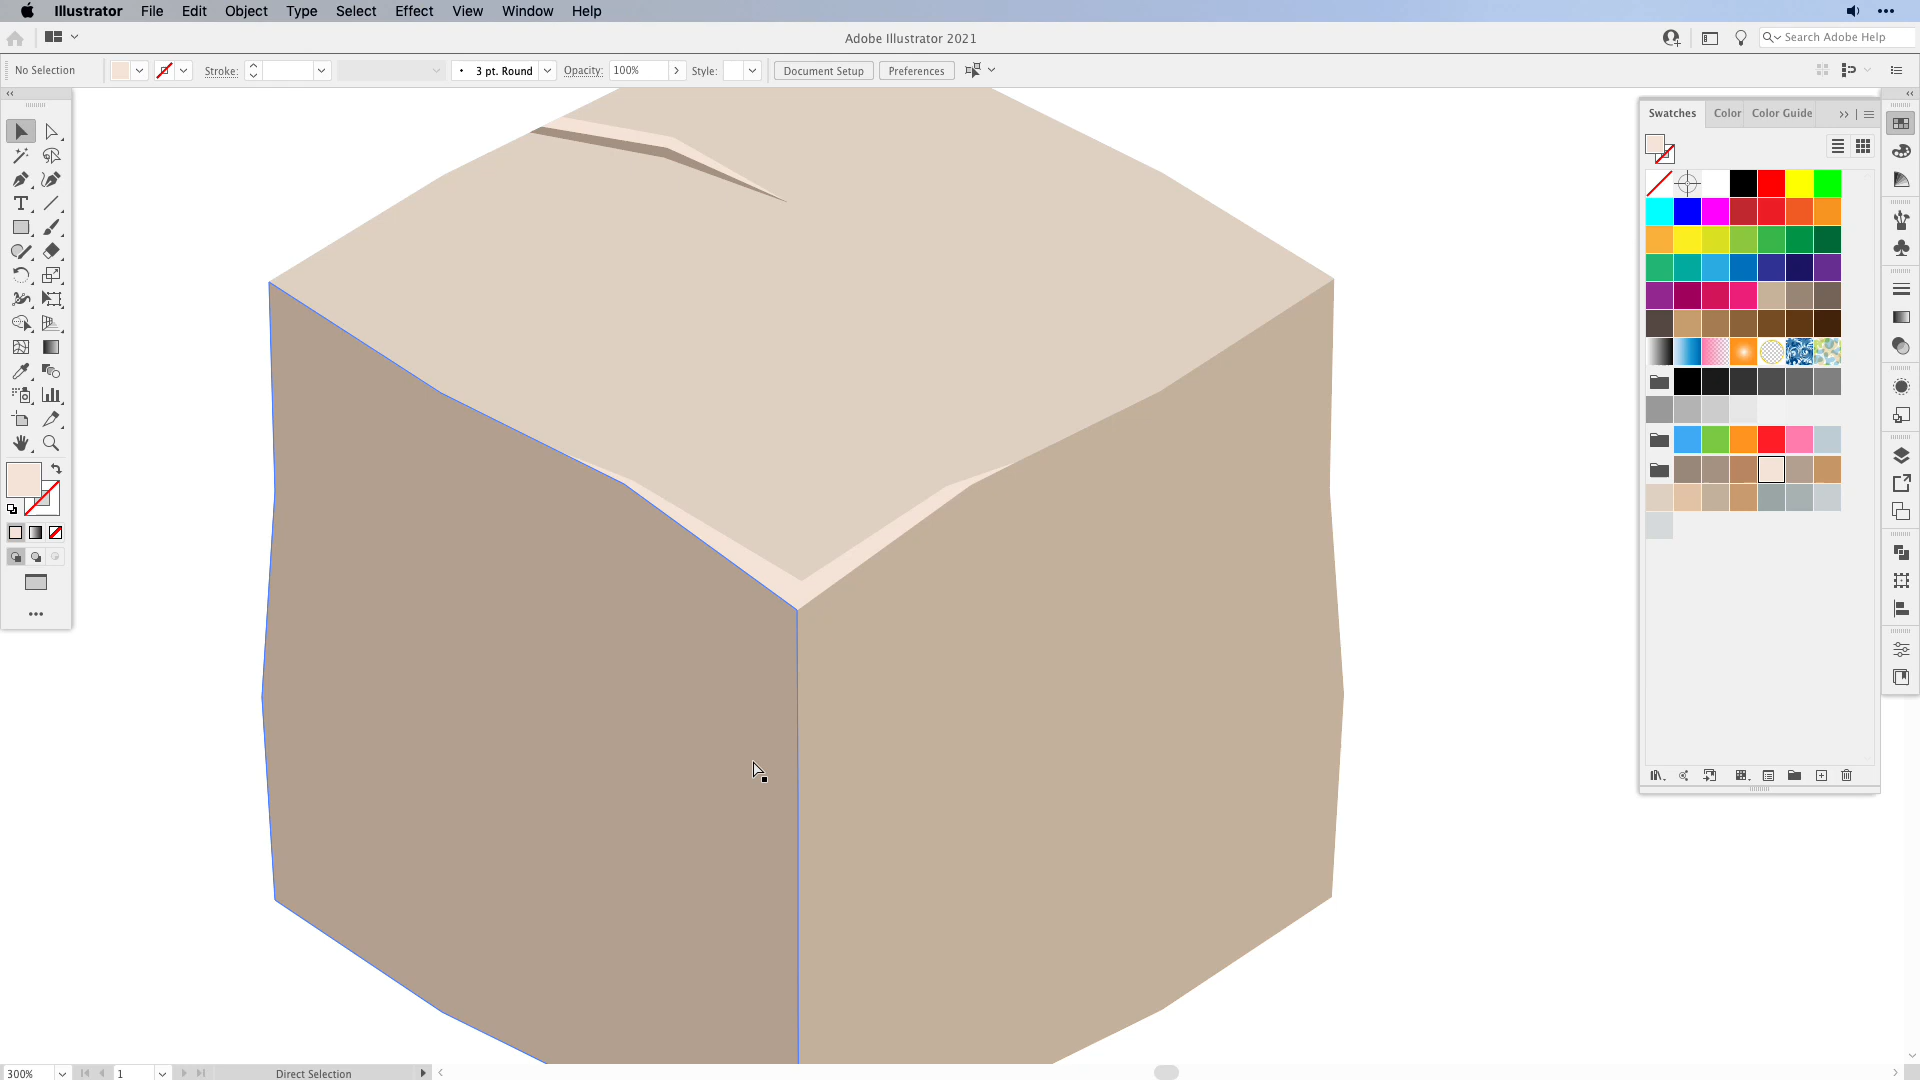 Illustrator File Edit Object Type Select Effect View Window Help
Adobe Illustrator 2021
Search Adobe Help
No Selection Stroke: 3 pt. Round Opacity: 100% Style: Document Setup Preferences
Swatches Color Color Guide
300% 1 Direct Selection